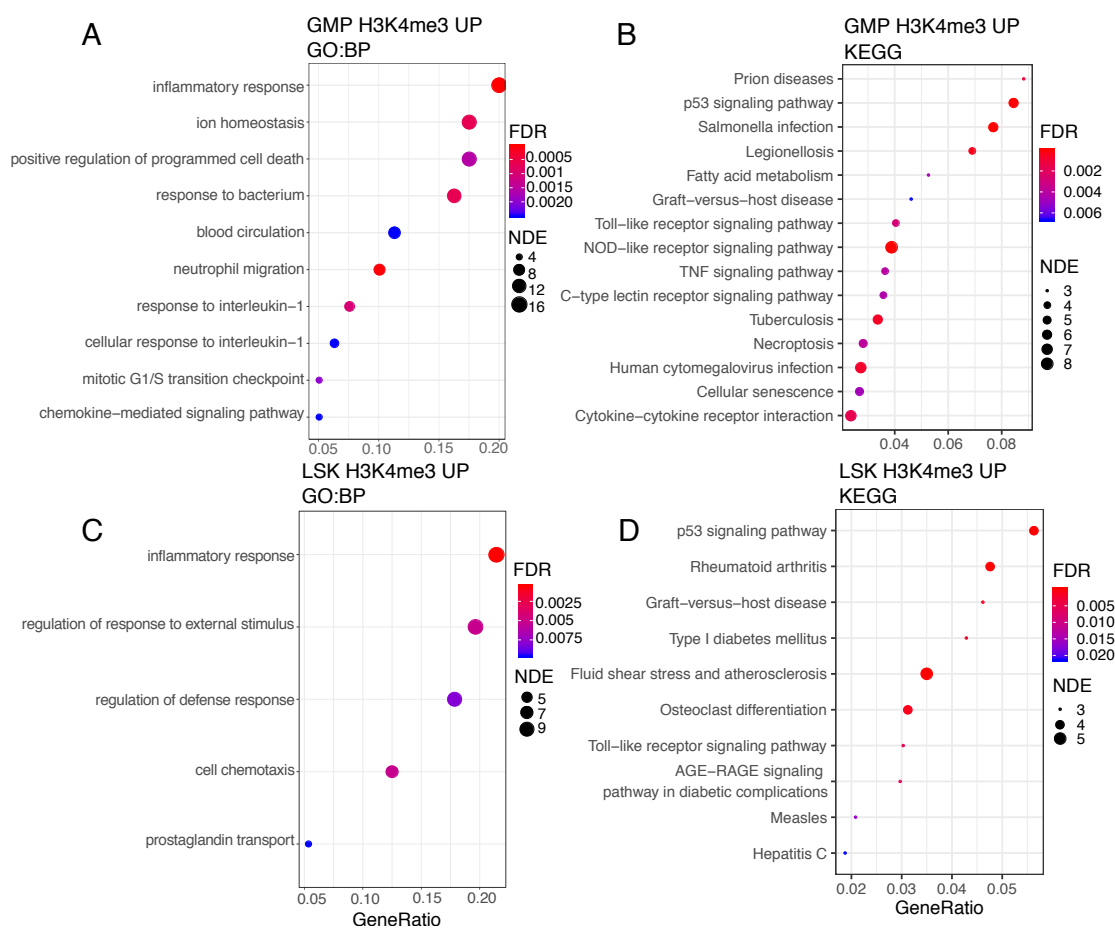 A
GMP H3K4me3 UP
GO:BP
inflammatory response
ion homeostasis
positive regulation of programmed cell death
response to bacterium
blood circulation
neutrophil migration
response to interleukin−1
cellular response to interleukin−1
mitotic G1/S transition checkpoint
chemokine−mediated signaling pathway
0.05 0.10 0.15 0.20
FDR
0.0005
0.001
0.0015
0.0020
NDE
4
8
12
16
B
GMP H3K4me3 UP
KEGG
Prion diseases
p53 signaling pathway
Salmonella infection
Legionellosis
Fatty acid metabolism
Graft−versus−host disease
Toll−like receptor signaling pathway
NOD−like receptor signaling pathway
TNF signaling pathway
C−type lectin receptor signaling pathway
Tuberculosis
Necroptosis
Human cytomegalovirus infection
Cellular senescence
Cytokine−cytokine receptor interaction
0.04 0.06 0.08
FDR
0.002
0.004
0.006
NDE
3
4
5
6
7
8
C
LSK H3K4me3 UP
GO:BP
inflammatory response
regulation of response to external stimulus
regulation of defense response
cell chemotaxis
prostaglandin transport
0.05 0.10 0.15 0.20
GeneRatio
FDR
0.0025
0.005
0.0075
NDE
5
7
9
D
LSK H3K4me3 UP
KEGG
p53 signaling pathway
Rheumatoid arthritis
Graft−versus−host disease
Type I diabetes mellitus
Fluid shear stress and atherosclerosis
Osteoclast differentiation
Toll−like receptor signaling pathway
AGE−RAGE signaling
pathway in diabetic complications
Measles
Hepatitis C
0.02 0.03 0.04 0.05
GeneRatio
FDR
0.005
0.010
0.015
0.020
NDE
3
4
5